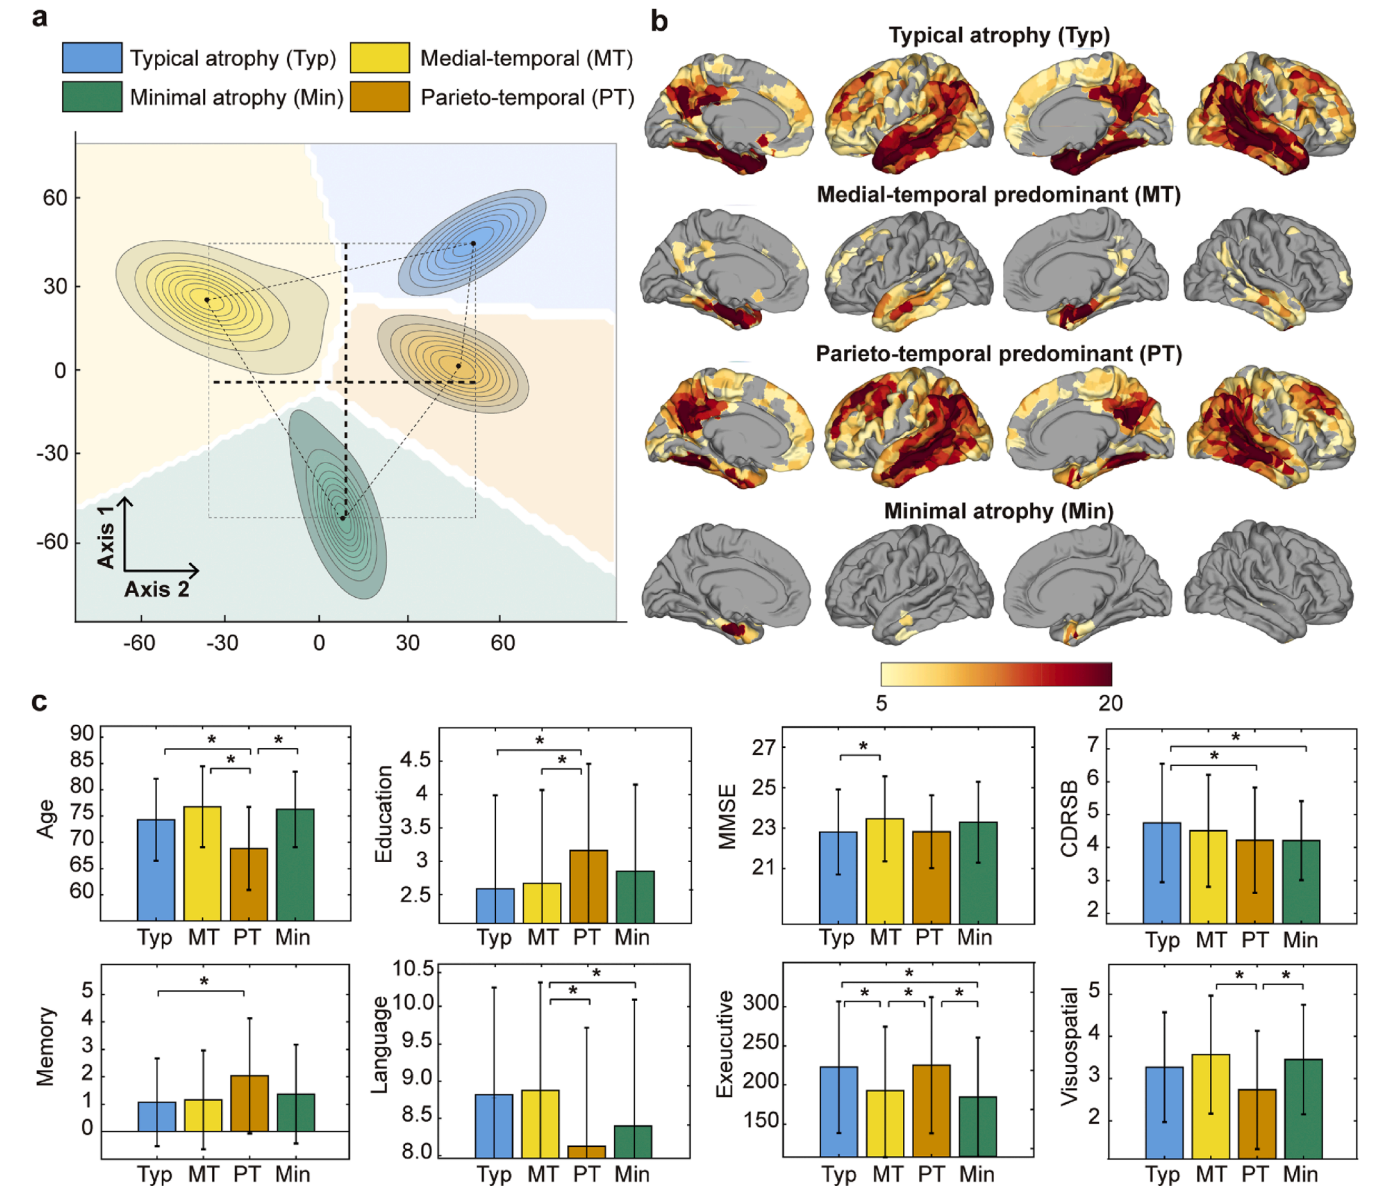 a
Typical atrophy (Typ)
Medial-temporal (MT)
Minimal atrophy (Min)
Parieto-temporal (PT)
60
30
0
-30
-60
Axis 1
Axis 2
-60 -30 0 30 60
b
Typical atrophy (Typ)
Medial-temporal predominant (MT)
Parieto-temporal predominant (PT)
Minimal atrophy (Min)
5 20
c
Age
90
85
80
75
70
65
60
* * *
Typ MT PT Min
Education
4.5
4
3.5
3
2.5
* *
Typ MT PT Min
MMSE
27
25
23
21
*
Typ MT PT Min
CDRSB
7
6
5
4
3
2
* *
Typ MT PT Min
Memory
5
4
3
2
1
0
*
Typ MT PT Min
Language
10.5
10.0
9.5
9.0
8.5
8.0
* *
Typ MT PT Min
Exeucutive
300
250
200
150
* * * *
Typ MT PT Min
Visuospatial
5
4
3
2
* *
Typ MT PT Min